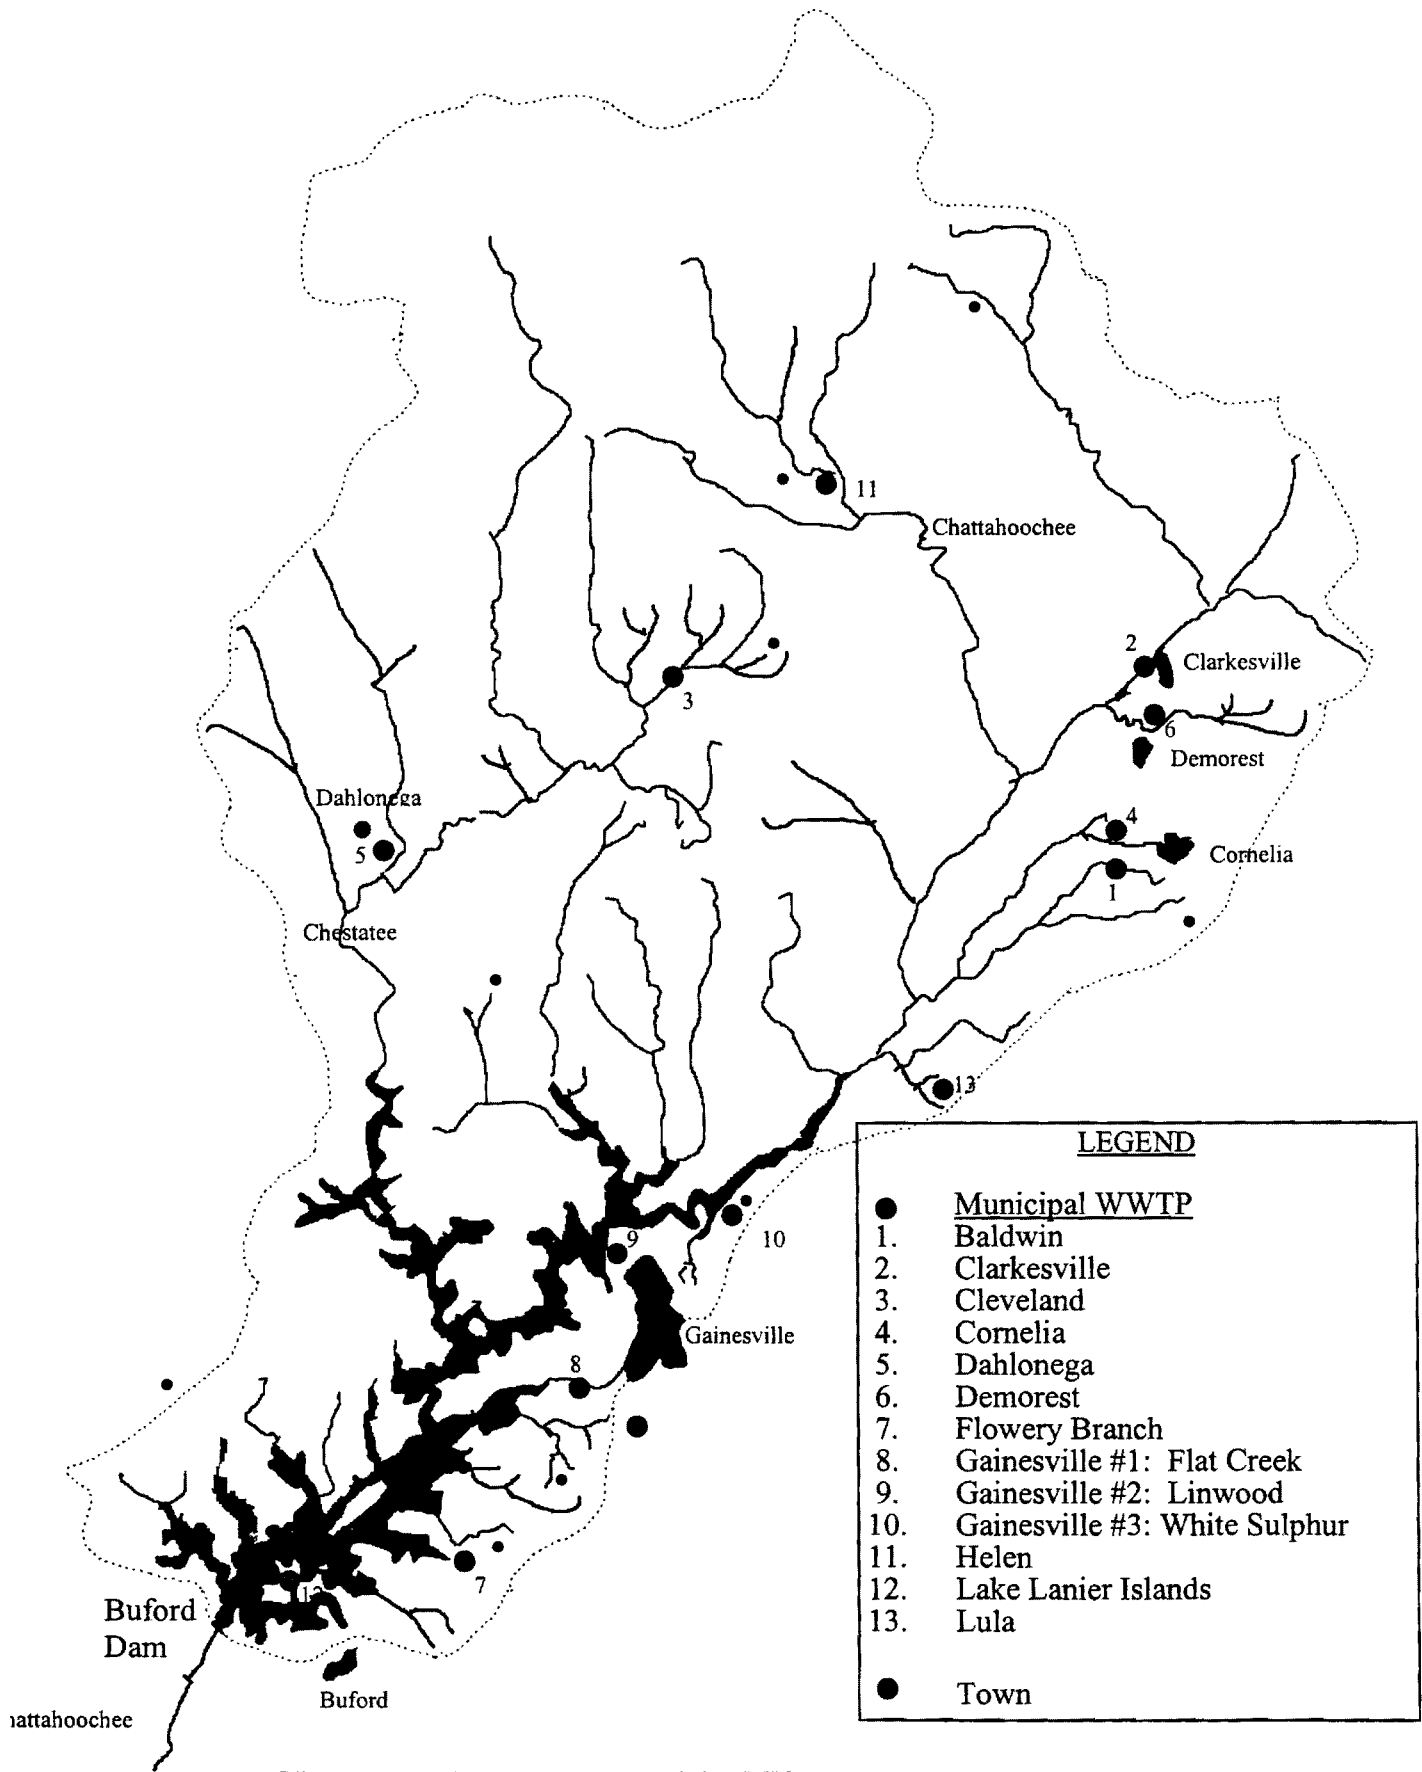 11
Chattahoochee
2
Clarkesville
3
6
Demorest
Dahlonega
4
5
Cornelia
1
Chestatee
13
LEGEND
Municipal WWTP
1. Baldwin
2. Clarkesville
3. Cleveland
4. Cornelia
5. Dahlonega
6. Demorest
7. Flowery Branch
8. Gainesville #1: Flat Creek
9. Gainesville #2: Linwood
10. Gainesville #3: White Sulphur
11. Helen
12. Lake Lanier Islands
13. Lula
Town
9
10
Gainesville
8
7
12
Buford
Dam
Buford
hattahoochee